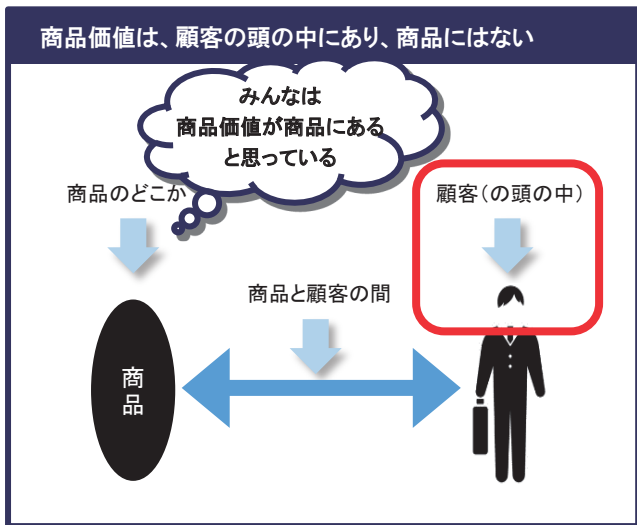 商品価値は、顧客の頭の中にあり、商品にはない
みんなは
商品価値が商品にある
と思っている
商品のどこか
顧客（の頭の中）
商品と顧客の間
商
品